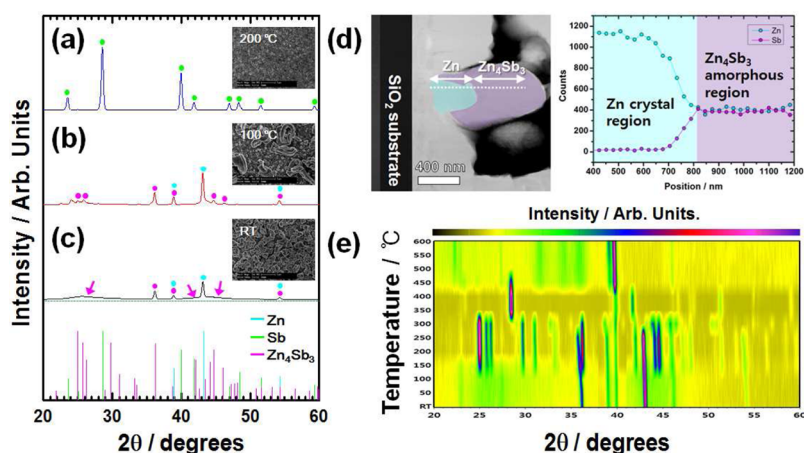 (a)
200 ℃
(b)
100 ℃
(c)
RT
Zn
Sb
Zn4Sb3
Intensity / Arb. Units
20 30 40 50 60
2θ / degrees
(d)
SiO2 substrate
Zn Zn4Sb3
400 nm
Counts
1200
1000
800
600
400
200
0
Zn
Sb
Zn crystal region
Zn4Sb3 amorphous region
400 500 600 700 800 900 1000 1100 1200
Position / nm
(e)
Intensity / Arb. Units.
Temperature / ℃
600
550
500
450
400
350
300
300
250
200
150
100
50
RT
20 25 30 35 40 45 50 54 60
2θ / degrees